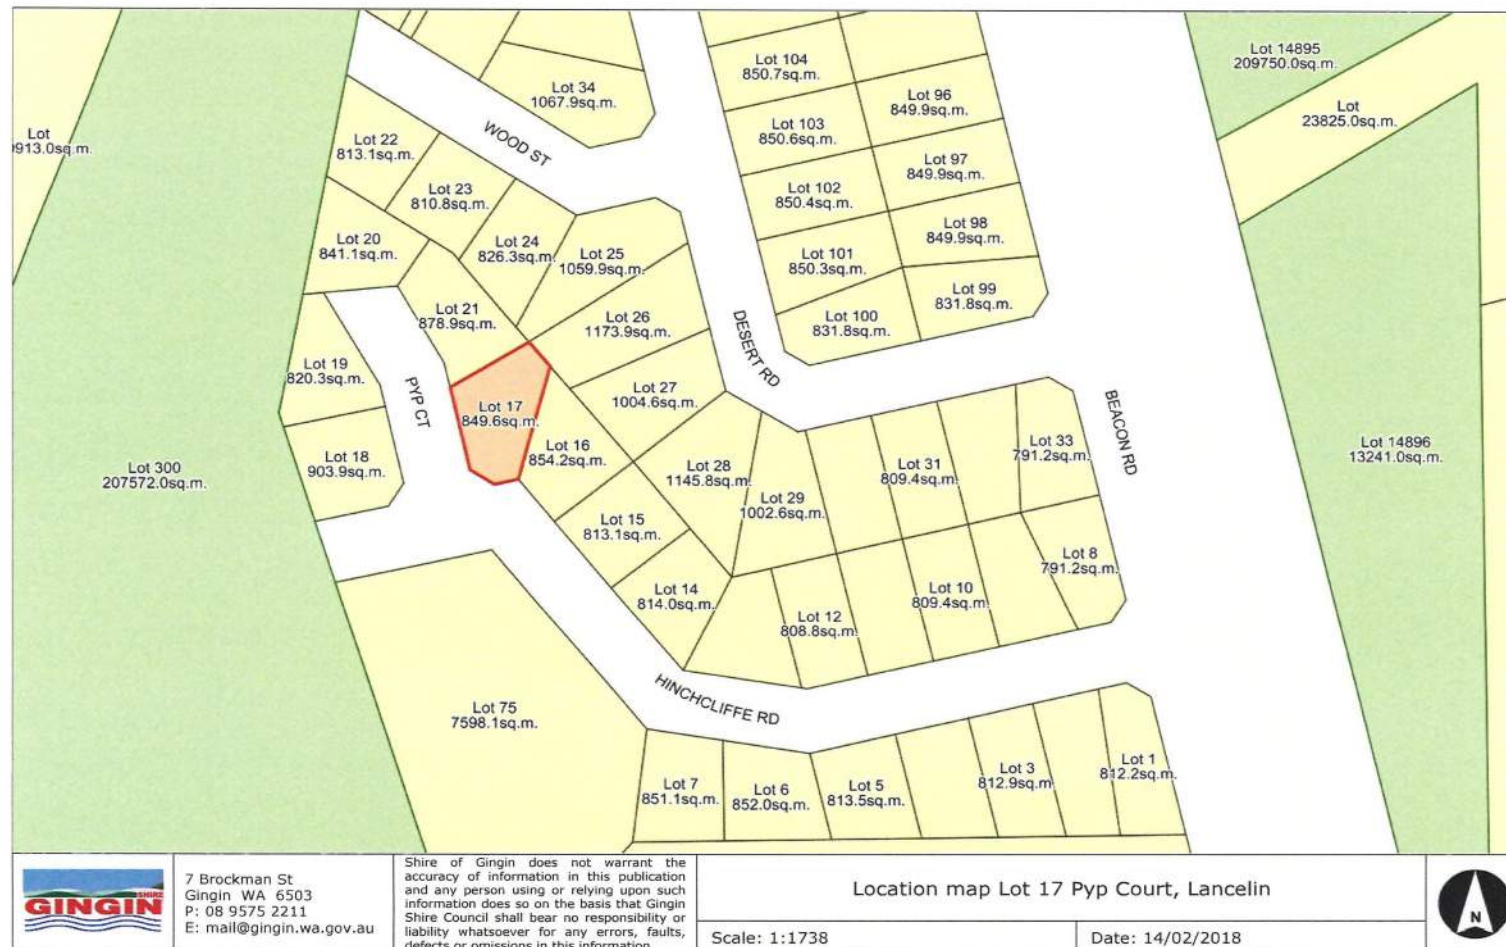 Lot
9913.0sq.m.
Lot 14895
209750.0sq.m.
Lot
23825.0sq.m.
Lot 34
1067.9sq.m.
WOOD ST
Lot 104
850.7sq.m.
Lot 96
849.9sq.m.
Lot 103
850.6sq.m.
Lot 97
849.9sq.m.
Lot 22
813.1sq.m.
Lot 23
810.8sq.m.
Lot 102
850.4sq.m.
Lot 98
849.9sq.m.
Lot 20
841.1sq.m.
Lot 24
826.3sq.m.
Lot 25
1059.9sq.m.
Lot 101
850.3sq.m.
Lot 99
831.8sq.m.
Lot 21
878.9sq.m.
Lot 26
1173.9sq.m.
DESERT RD
Lot 100
831.8sq.m.
Lot 19
820.3sq.m.
PYP CT
Lot 17
849.6sq.m.
Lot 27
1004.6sq.m.
BEACON RD
Lot 300
207572.0sq.m.
Lot 18
903.9sq.m.
Lot 16
854.2sq.m.
Lot 28
1145.8sq.m.
Lot 29
1002.6sq.m.
Lot 31
809.4sq.m.
Lot 33
791.2sq.m.
Lot 14896
13241.0sq.m.
Lot 15
813.1sq.m.
Lot 8
791.2sq.m.
Lot 14
814.0sq.m.
Lot 12
808.8sq.m.
Lot 10
809.4sq.m.
HINCHCLIFFE RD
Lot 75
7598.1sq.m.
Lot 7
851.1sq.m.
Lot 6
852.0sq.m.
Lot 5
813.5sq.m.
Lot 3
812.9sq.m
Lot 1
812.2sq.m.
SHIRE
GINGIN
7 Brockman St
Gingin WA 6503
P: 08 9575 2211
E: mail@gingin.wa.gov.au
Shire of Gingin does not warrant the
accuracy of information in this publication
and any person using or relying upon such
information does so on the basis that Gingin
Shire Council shall bear no responsibility or
liability whatsoever for any errors, faults,
defects or omissions in this information
Location map Lot 17 Pyp Court, Lancelin
Scale: 1:1738
Date: 14/02/2018
N